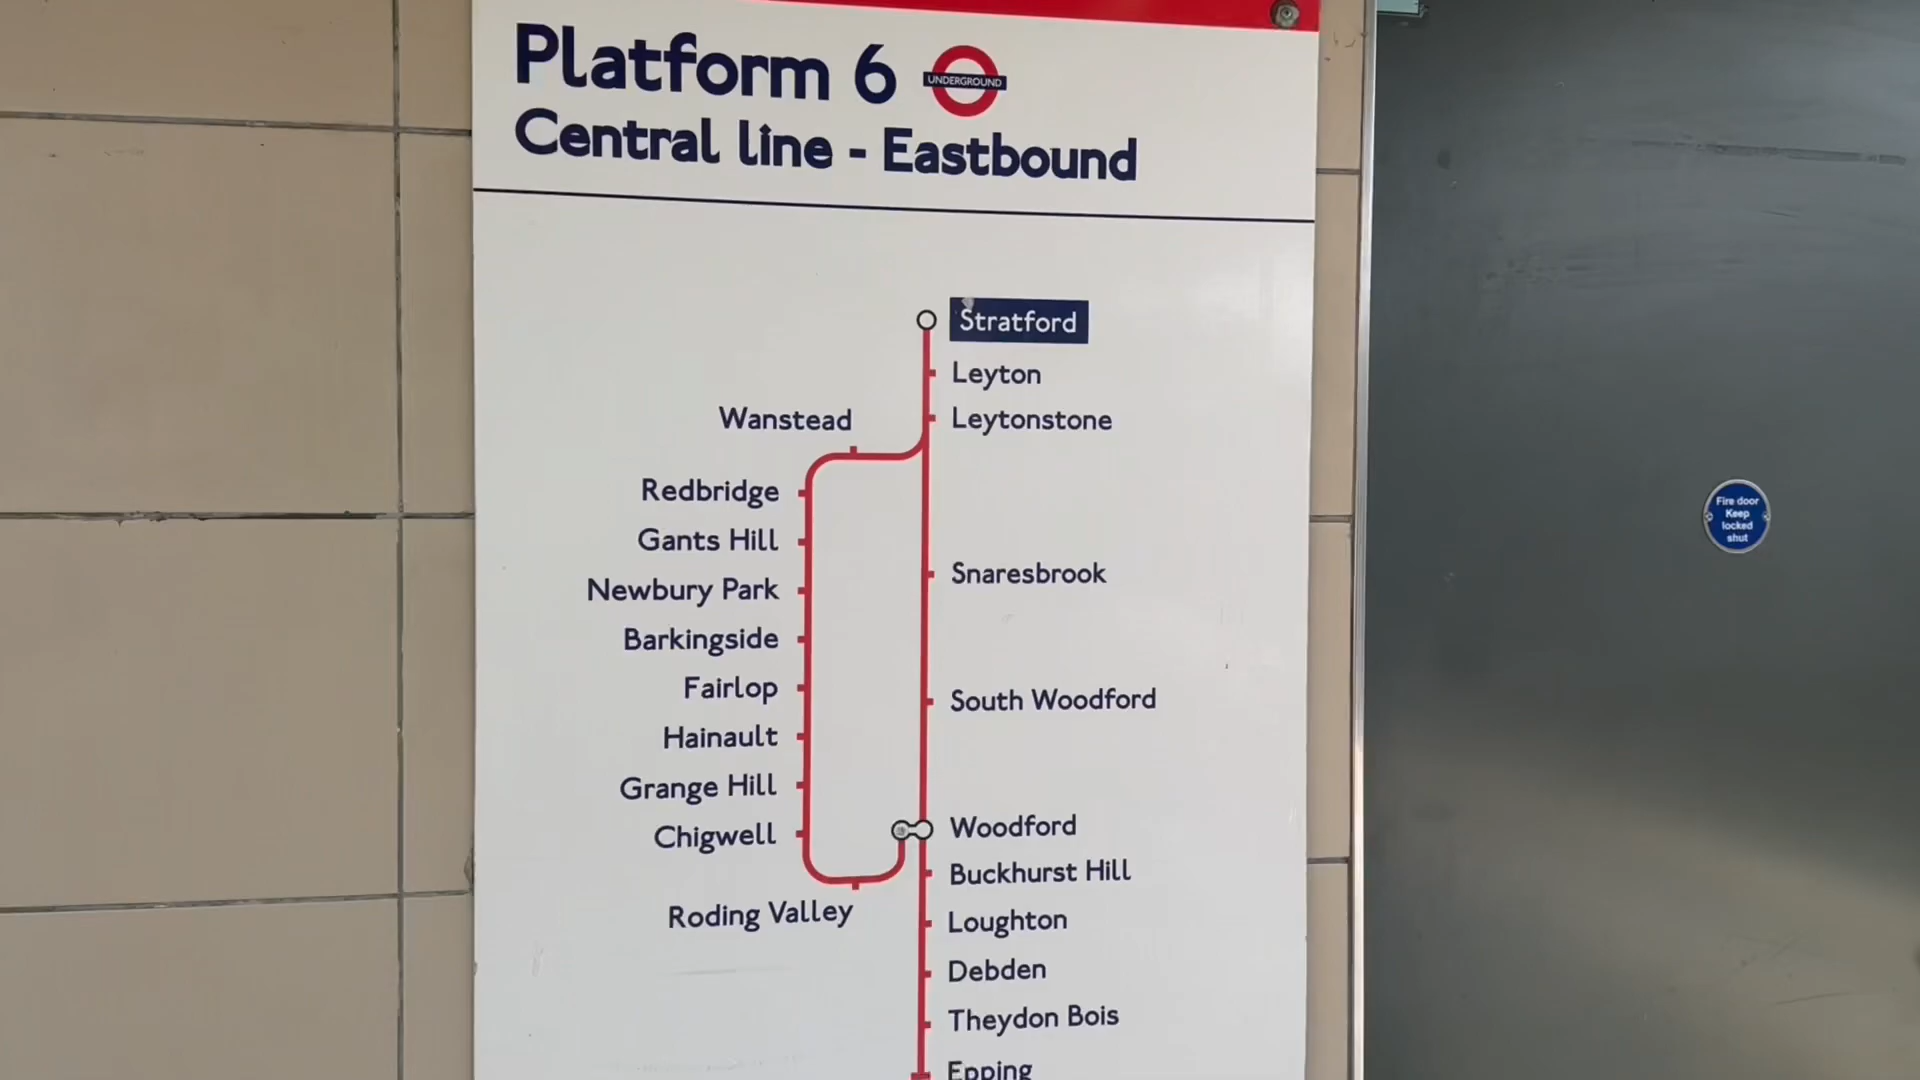 Platform 6
UNDERGROUND
Central line - Eastbound
Stratford
Leyton
Wanstead
Leytonstone
Redbridge
Gants Hill
Snaresbrook
Newbury Park
Barkingside
Fairlop
South Woodford
Hainault
Grange Hill
Woodford
Chigwell
Buckhurst Hill
Roding Valley
Loughton
Debden
Theydon Bois
Epping
Fire door
Keep
locked
shut